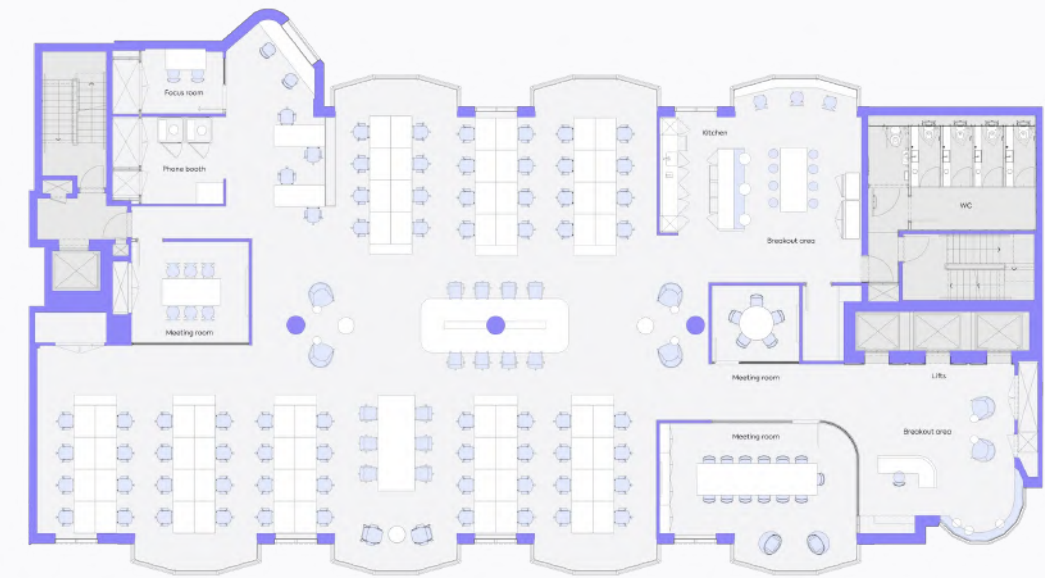 Focus room
Kitchen
Phone booth
WC
Breakout area
Meeting room
Meeting room
Lifts
Breakout area
Meeting room